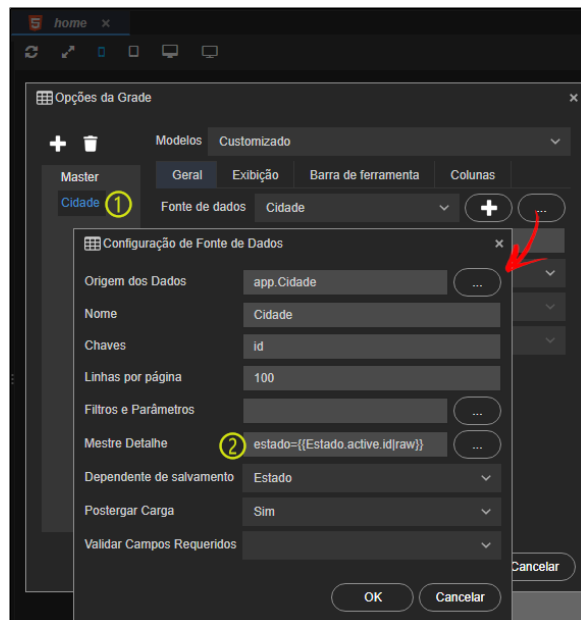 home ×
Opções da Grade ×
Modelos Customizado
Master
Geral Exibição Barra de ferramenta Colunas
Cidade 1
Fonte de dados Cidade ...
Configuração de Fonte de Dados ×
Origem dos Dados app.Cidade ...
Nome Cidade
Chaves id
Linhas por página 100
Filtros e Parâmetros ...
Mestre Detalhe 2 estado={{Estado.active.id|raw}} ...
Dependente de salvamento Estado
Postergar Carga Sim
Validar Campos Requeridos
Cancelar
OK Cancelar